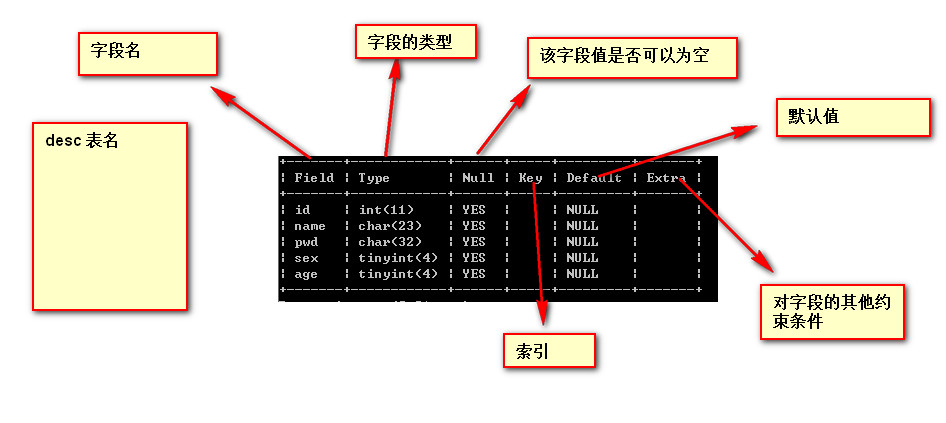 字段名
字段的类型
该字段值是否可以为空
默认值
desc 表名
Field Type Null Key Default Extra
id int(11) YES NULL
name char(23) YES NULL
pwd char(32) YES NULL
sex tinyint(4) YES NULL
age tinyint(4) YES NULL
对字段的其他约
束条件
索引